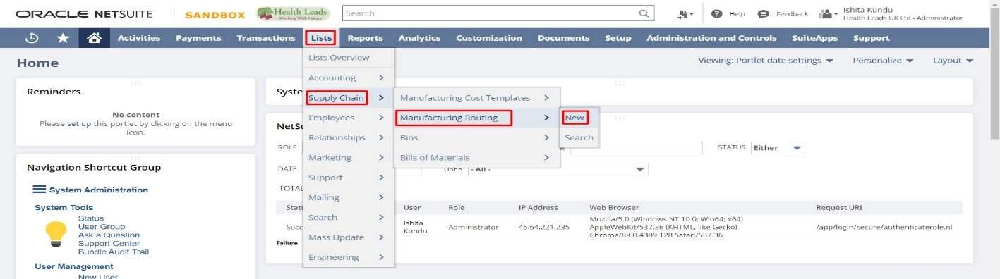 ORACLE NETSUITE
SANDBOX
Health Leads
Working With Nature
Search
Help
Feedback
Ishita Kundu
Health Leads UK Ltd - Administrator
Activities Payments Transactions Lists Reports Analytics Customization Documents Setup Administration and Controls SuiteApps Support
Home
Viewing: Portlet date settings
Personalize
Layout
Reminders
No content
Please set up this portlet by clicking on the menu
icon.
Navigation Shortcut Group
System Administration
System Tools
Status
User Group
Ask a Question
Support Center
Bundle Audit Trail
User Management
New User
Lists Overview
Accounting
Supply Chain
Employees
Relationships
Marketing
Support
Mailing
Search
Mass Update
Engineering
Manufacturing Cost Templates
Manufacturing Routing
Bins
Bills of Materials
New
Search
Syste
NetSu
ROLE
STATUS Either
DATE
USER - All -
TOTAL
Statu User Role IP Address Web Browser Request URI
Succ
Ishita
Kundu
Administrator
45.64.221.235
Mozilla/5.0 (Windows NT 10.0; Win64; x64)
AppleWebKit/537.36 (KHTML, like Gecko)
Chrome/89.0.4389.128 Safari/537.36
/app/login/secure/authenticaterole.nl
Failure